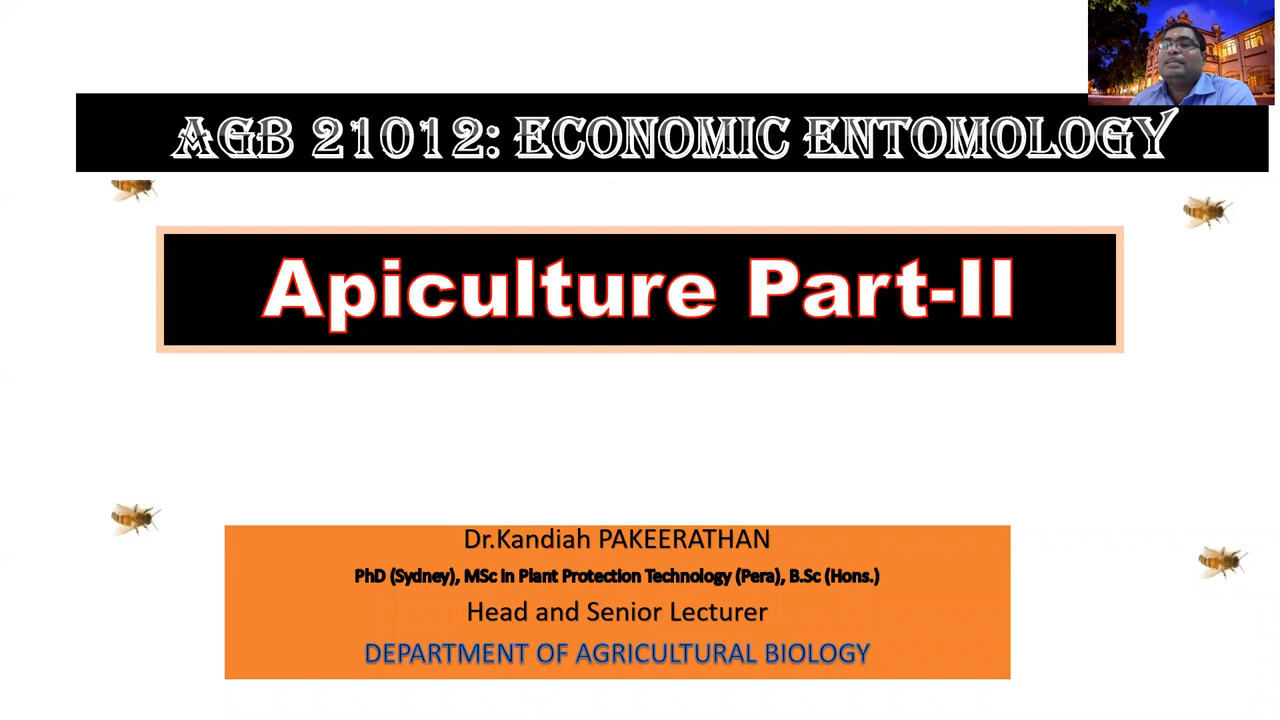 AGB 21012: ECONOMIC ENTOMOLOGY
Apiculture Part-II
Dr.Kandiah PAKEERATHAN
PhD (Sydney), MSc in Plant Protection Technology (Pera), B.Sc (Hons.)
Head and Senior Lecturer
DEPARTMENT OF AGRICULTURAL BIOLOGY